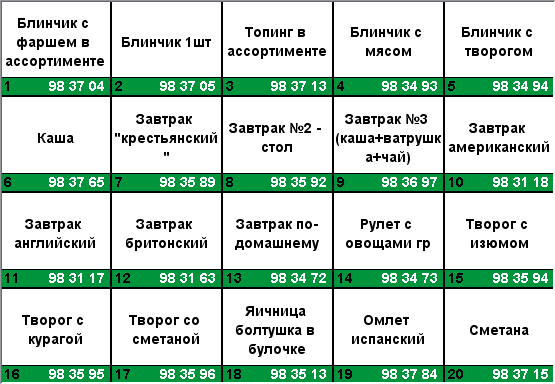 Блинчик с
фаршем в
ассортименте
1 98 37 04
Блинчик 1шт
2 98 37 05
Топинг в
ассортименте
3 98 37 13
Блинчик с
мясом
4 98 34 93
Блинчик с
творогом
5 98 34 94
Каша
6 98 37 65
Завтрак
"крестьянский
"
7 98 35 89
Завтрак №2 -
стол
8 98 35 92
Завтрак №3
(каша+ватрушк
а+чай)
9 98 36 97
Завтрак
американский
10 98 31 18
Завтрак
английский
11 98 31 17
Завтрак
бритонский
12 98 31 63
Завтрак по-
домашнему
13 98 34 72
Рулет с
овощами гр
14 98 34 73
Творог с
изюмом
15 98 35 94
Творог с
курагой
16 98 35 95
Творог со
сметаной
17 98 35 96
Яичница
болтушка в
булочке
18 98 35 13
Омлет
испанский
19 98 37 84
Сметана
20 98 37 15